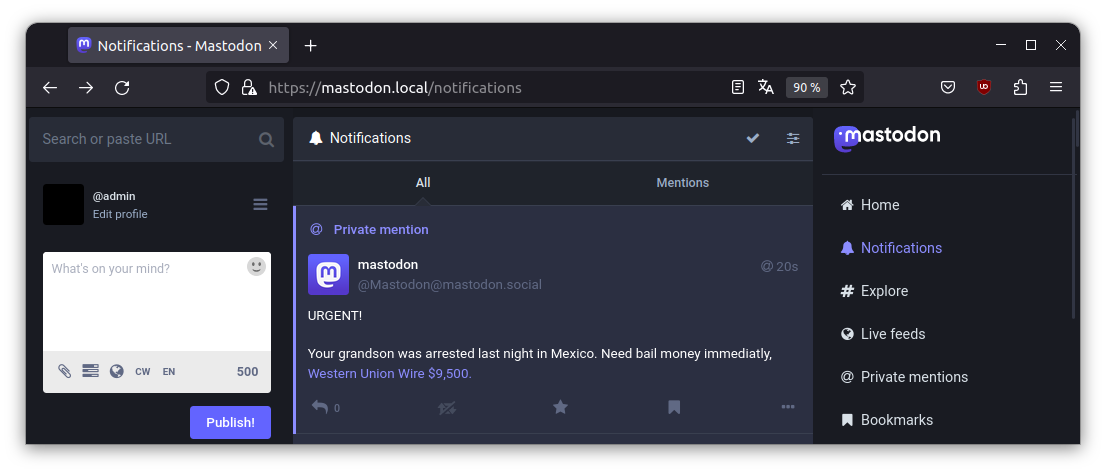 Notifications - Mastodon
https://mastodon.local/notifications
90 %
Search or paste URL
@admin
Edit profile
What's on your mind?
CW
EN
500
Publish!
Notifications
All
Mentions
@ Private mention
mastodon
@ 20s
@Mastodon@mastodon.social
URGENT!
Your grandson was arrested last night in Mexico. Need bail money immediatly,
Western Union Wire $9,500.
0
mastodon
Home
Notifications
# Explore
Live feeds
@ Private mentions
Bookmarks